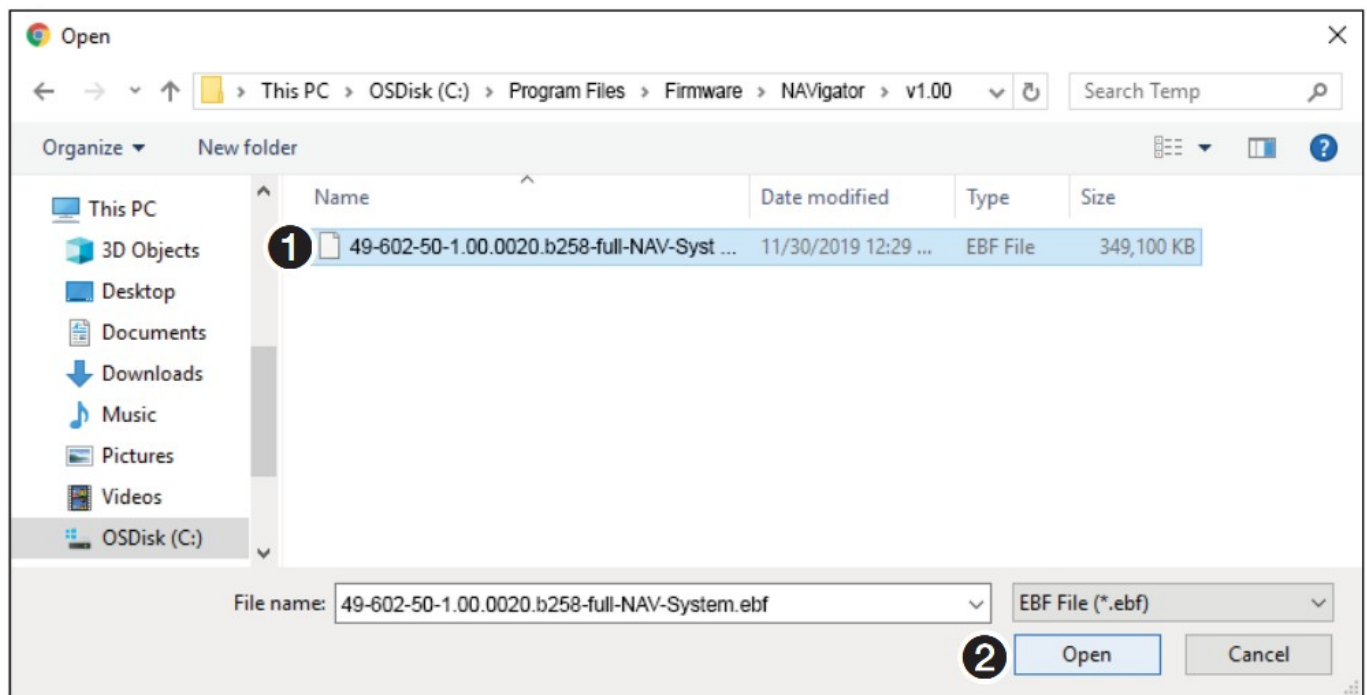 Open
This PC > OSDisk (C:) > Program Files > Firmware > NAVigator > v1.00
Search Temp
Organize
New folder
?
Name
Date modified
Type
Size
This PC
3D Objects
Desktop
Documents
Downloads
Music
Pictures
Videos
OSDisk (C:)
1
49-602-50-1.00.0020.b258-full-NAV-Syst ...
11/30/2019 12:29 ...
EBF File
349,100 KB
File name:
49-602-50-1.00.0020.b258-full-NAV-System.ebf
EBF File (*.ebf)
2
Open
Cancel